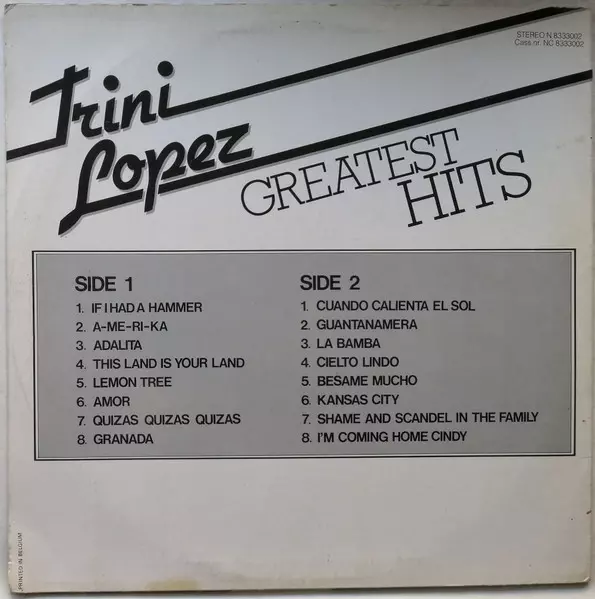 STEREO N 8333002
Cass.nr. NC 8333002
Trini
Lopez
GREATEST
HITS
SIDE 1
1. IF I HAD A HAMMER
2. A-ME-RI-KA
3. ADALITA
4. THIS LAND IS YOUR LAND
5. LEMON TREE
6. AMOR
7. QUIZAS QUIZAS QUIZAS
8. GRANADA
SIDE 2
1. CUANDO CALIENTA EL SOL
2. GUANTANAMERA
3. LA BAMBA
4. CIELTO LINDO
5. BESAME MUCHO
6. KANSAS CITY
7. SHAME AND SCANDEL IN THE FAMILY
8. I'M COMING HOME CINDY
PRINTED IN BELGIUM